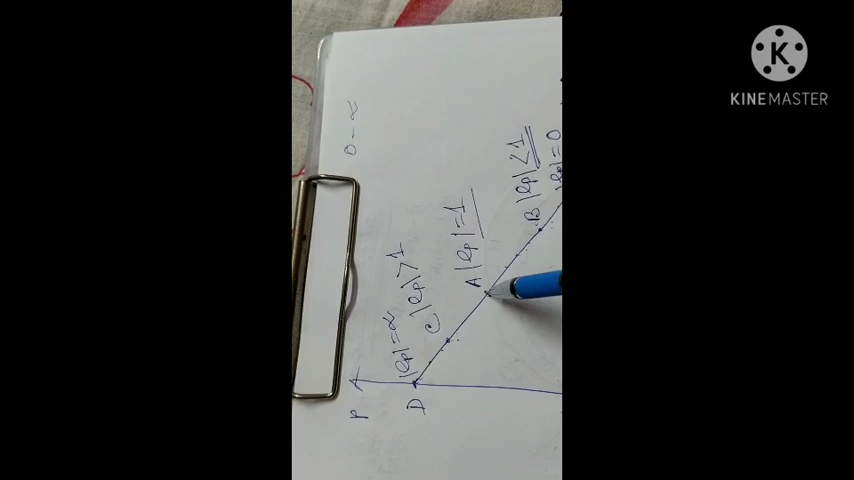 KINEMASTER
0 - ∝
P
D |ep| = ∝
C |ep| > 1
A |ep| = 1
B |ep| < 1
|ep| = 0